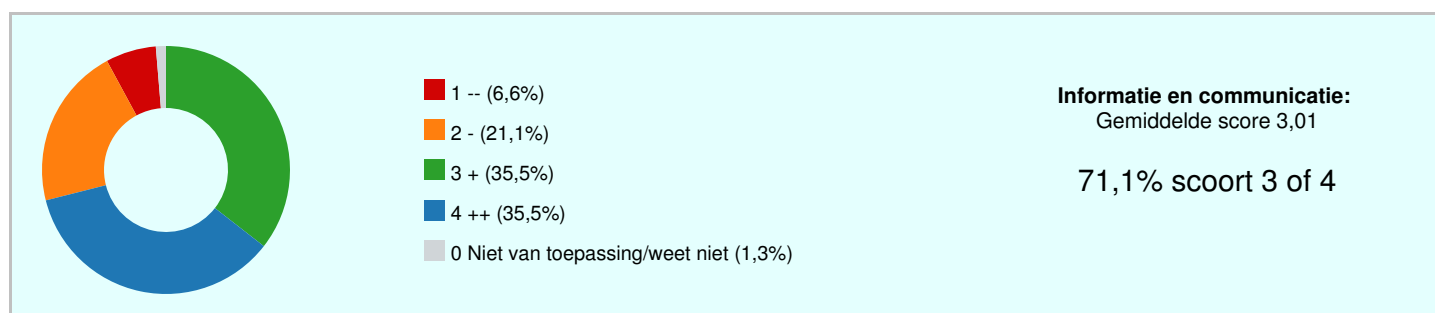 1 -- (6,6%)
2 - (21,1%)
3 + (35,5%)
4 ++ (35,5%)
0 Niet van toepassing/weet niet (1,3%)
Informatie en communicatie:
Gemiddelde score 3,01
71,1% scoort 3 of 4